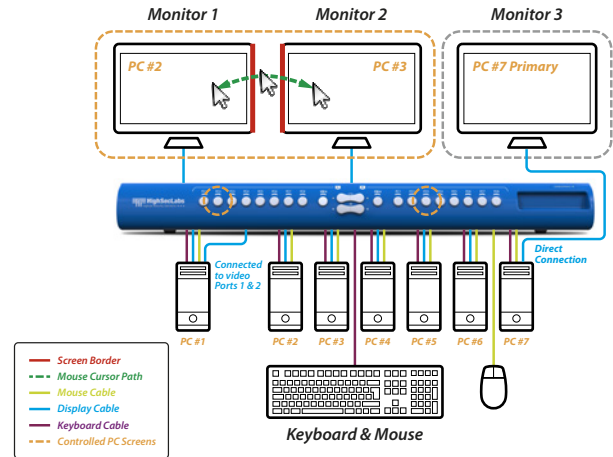 Monitor 1
Monitor 2
Monitor 3
PC #2
PC #3
PC #7 Primary
HighSecLabs
Connected
to video
Ports 1 & 2
Direct
Connection
PC #1
PC #2
PC #3
PC #4
PC #5
PC #6
PC #7
Screen Border
Mouse Cursor Path
Mouse Cable
Display Cable
Keyboard Cable
Controlled PC Screens
Keyboard & Mouse